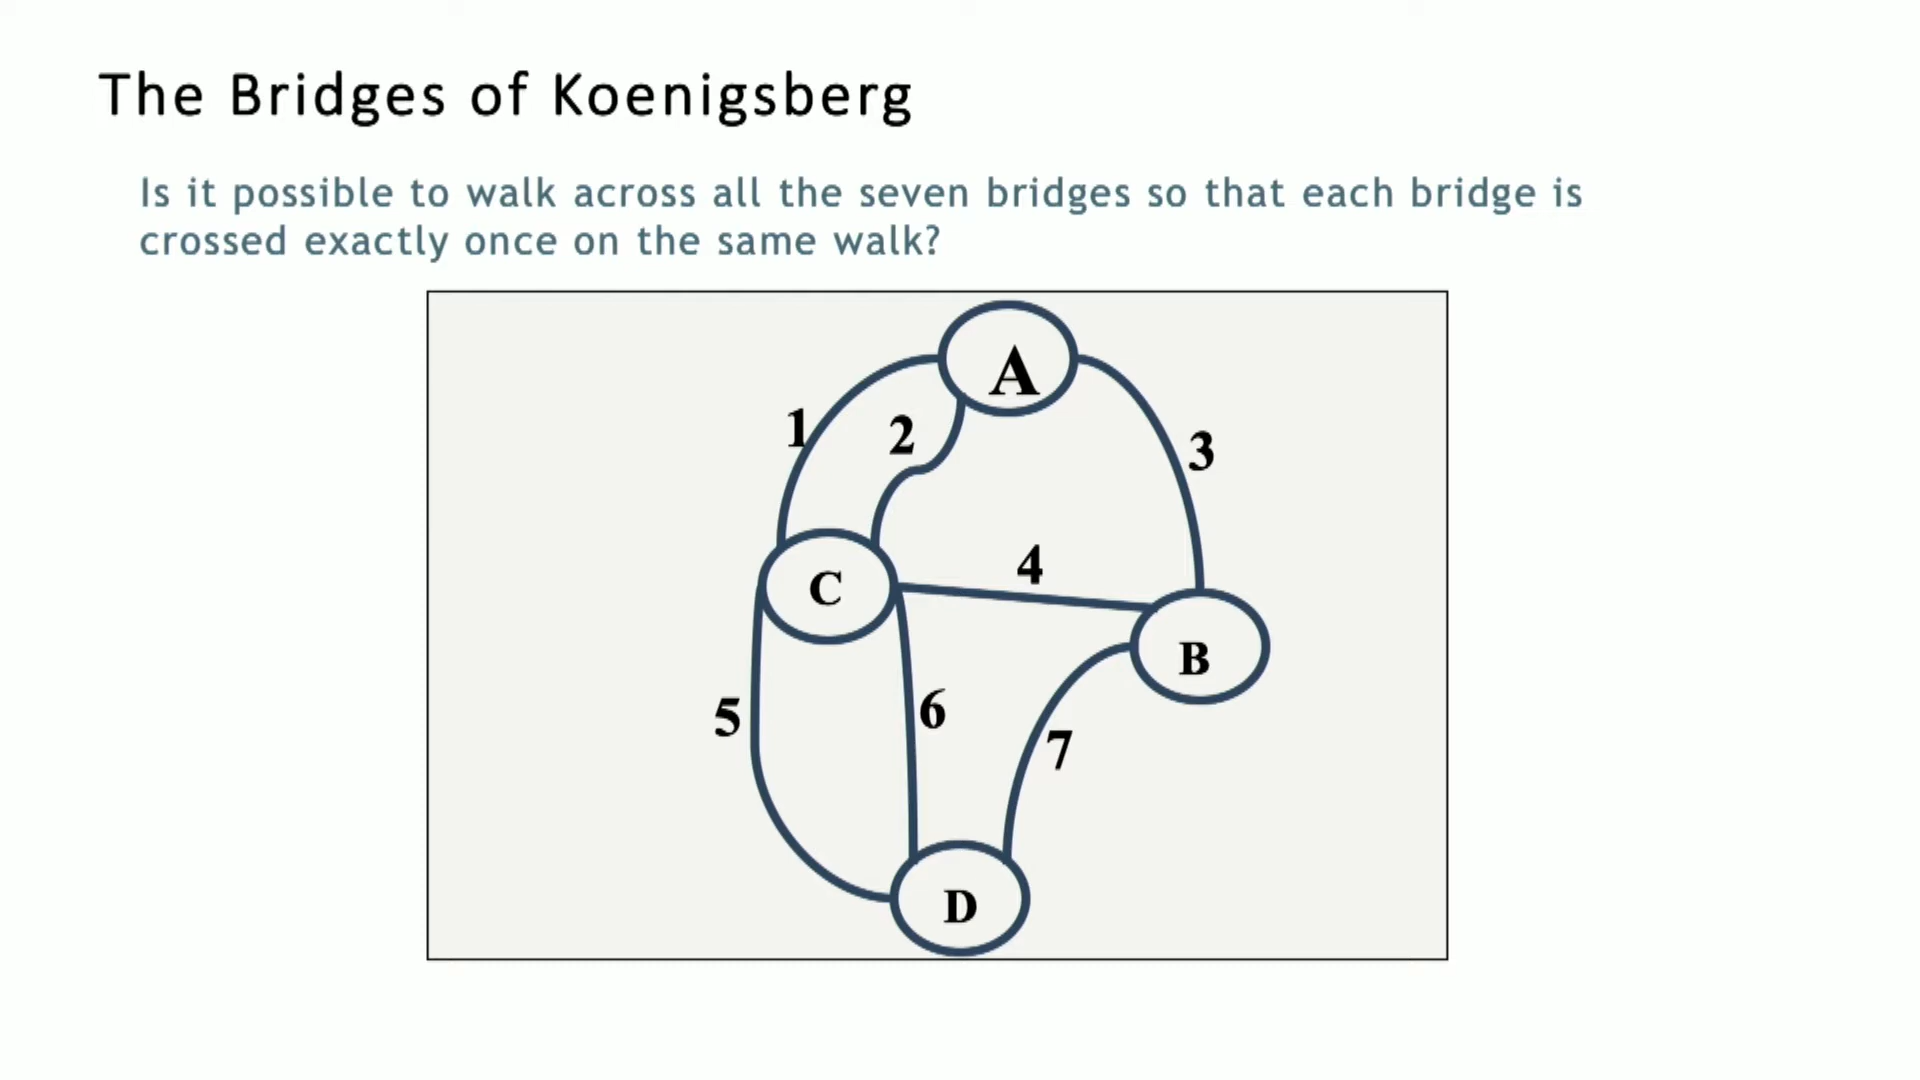 The Bridges of Koenigsberg
Is it possible to walk across all the seven bridges so that each bridge is
crossed exactly once on the same walk?
A
1
2
3
4
C
B
5
6
7
D